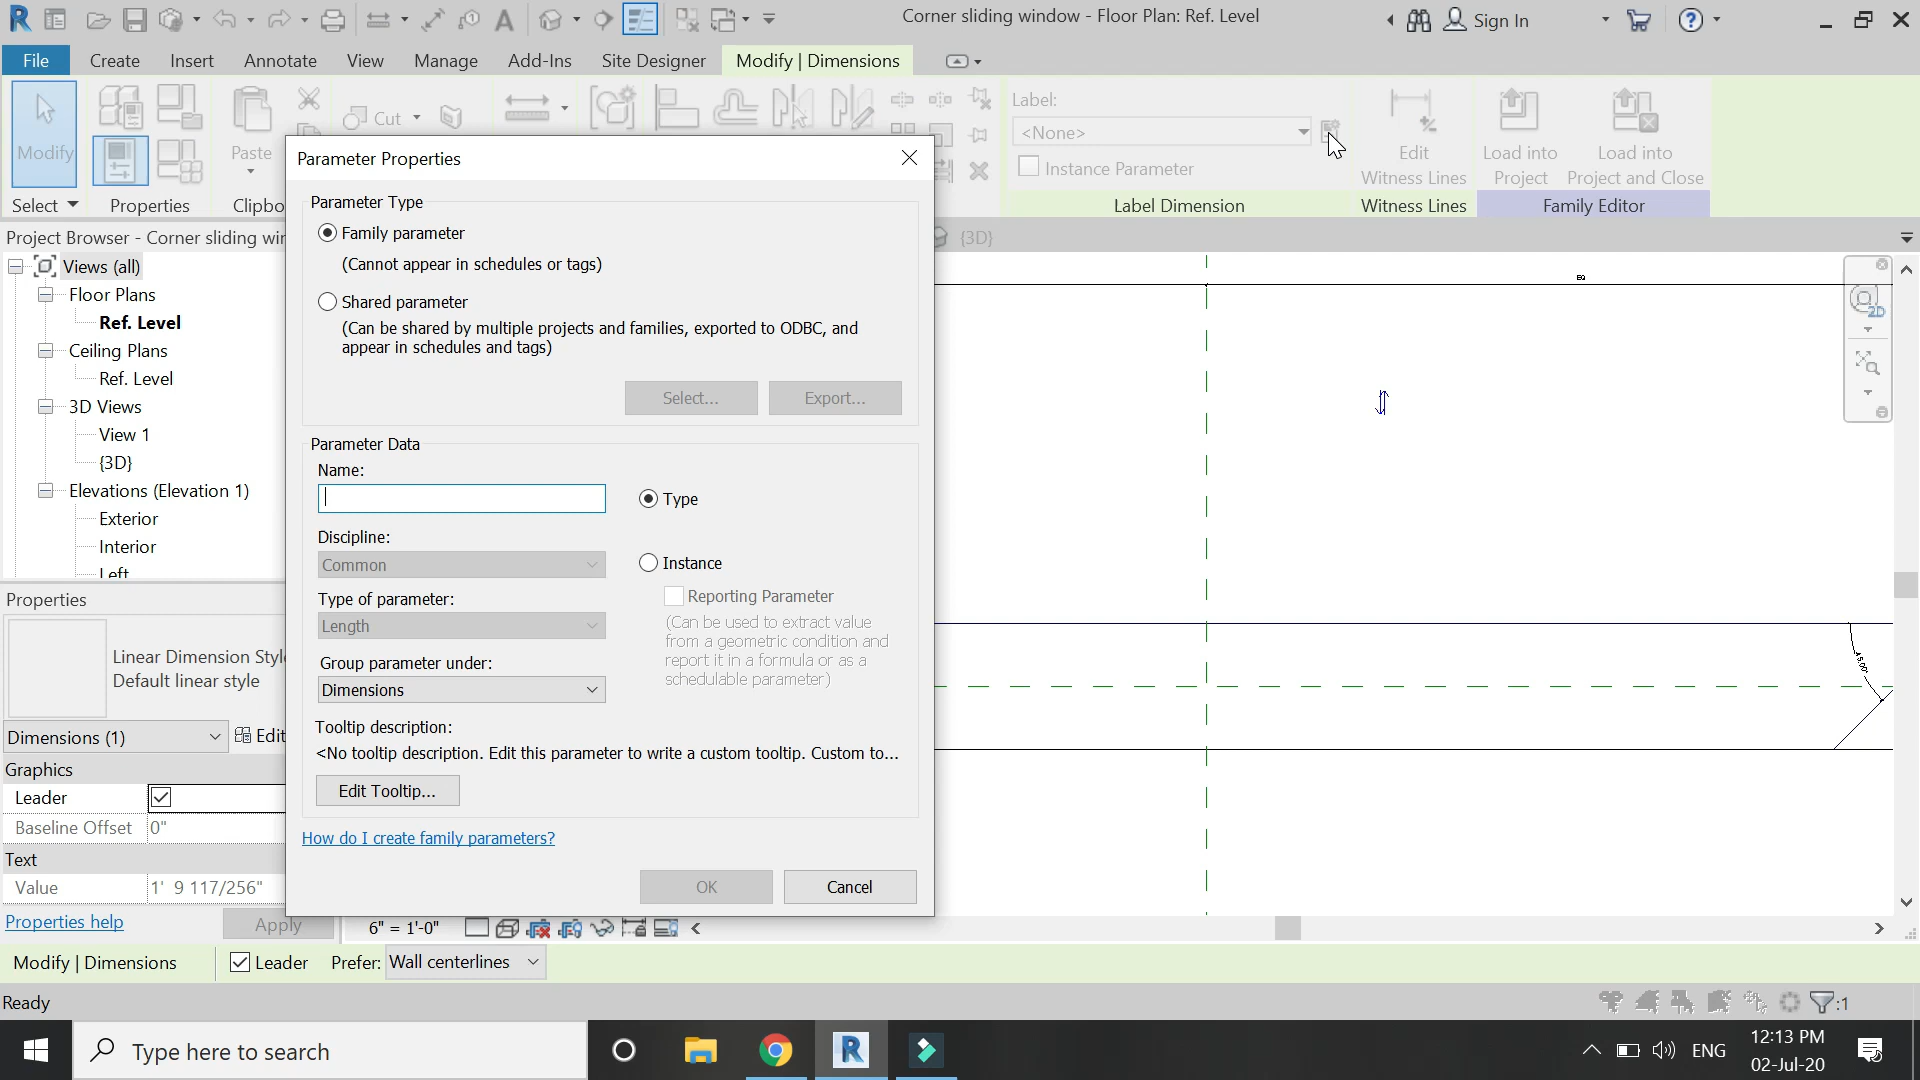 Corner sliding window - Floor Plan: Ref. Level
Sign In
File
Create
Insert
Annotate
View
Manage
Add-Ins
Site Designer
Modify | Dimensions
Modify
Paste
Cut
Label:
<None>
Instance Parameter
Edit
Witness Lines
Load into
Project
Load into
Project and Close
Select
Properties
Clipbo
Label Dimension
Witness Lines
Family Editor
Project Browser - Corner sliding wir
{3D}
Views (all)
Floor Plans
Ref. Level
Ceiling Plans
Ref. Level
3D Views
View 1
{3D}
Elevations (Elevation 1)
Exterior
Interior
Left
Properties
Linear Dimension Style
Default linear style
Dimensions (1)
Edit
Graphics
Leader
Baseline Offset
0"
Text
Value
1' 9 117/256"
Properties help
Apply
Parameter Properties
Parameter Type
Family parameter
(Cannot appear in schedules or tags)
Shared parameter
(Can be shared by multiple projects and families, exported to ODBC, and
appear in schedules and tags)
Select...
Export...
Parameter Data
Name:
Type
Discipline:
Common
Instance
Type of parameter:
Reporting Parameter
Length
(Can be used to extract value
from a geometric condition and
report it in a formula or as a
schedulable parameter)
Group parameter under:
Dimensions
Tooltip description:
<No tooltip description. Edit this parameter to write a custom tooltip. Custom to...
Edit Tooltip...
How do I create family parameters?
OK
Cancel
EQ
2D
45.00°
6" = 1'-0"
Modify | Dimensions
Leader
Prefer:
Wall centerlines
Ready
:1
Type here to search
ENG
12:13 PM
02-Jul-20